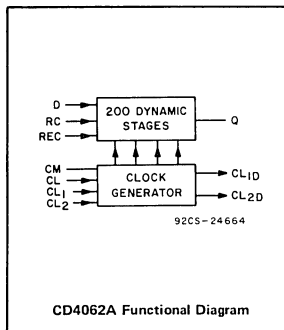 D
RC
REC
200 DYNAMIC
STAGES
Q
CM
CL
CL1
CL2
CLOCK
GENERATOR
CL1D
CL2D
92CS-24664
CD4062A Functional Diagram